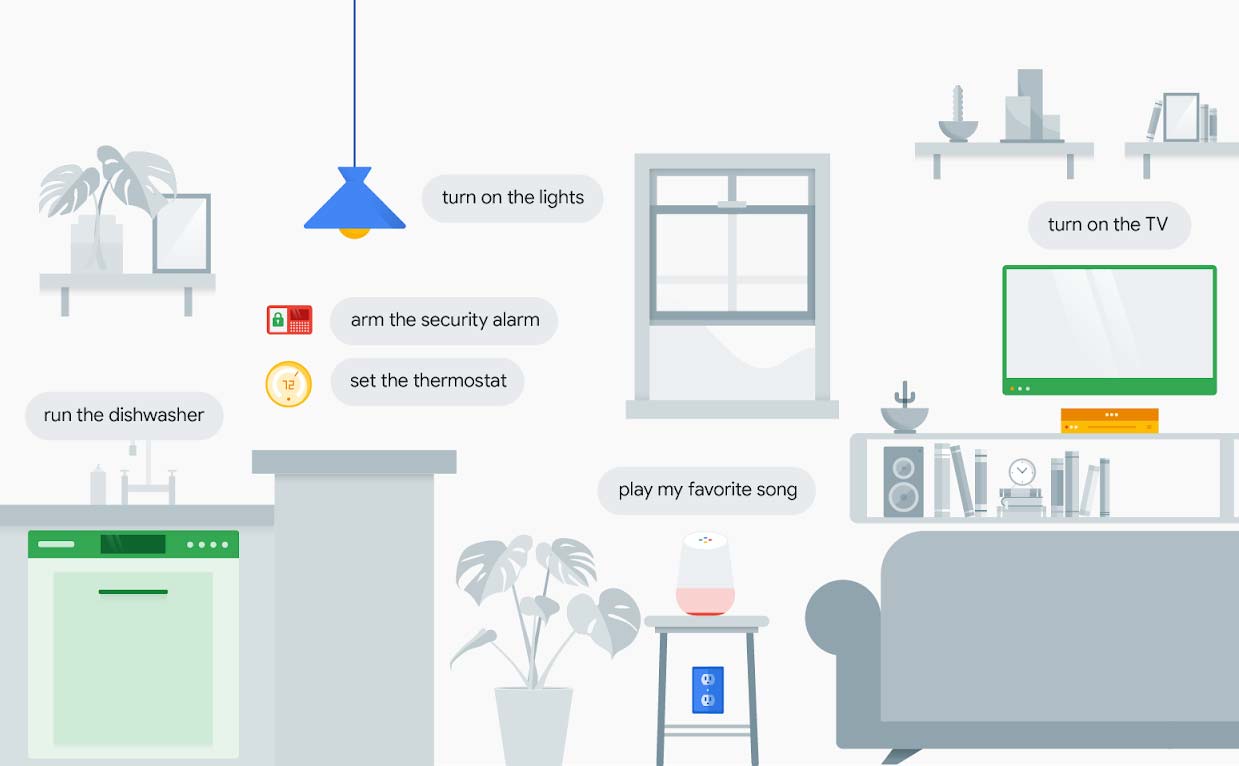 turn on the lights
turn on the TV
arm the security alarm
72
set the thermostat
run the dishwasher
play my favorite song